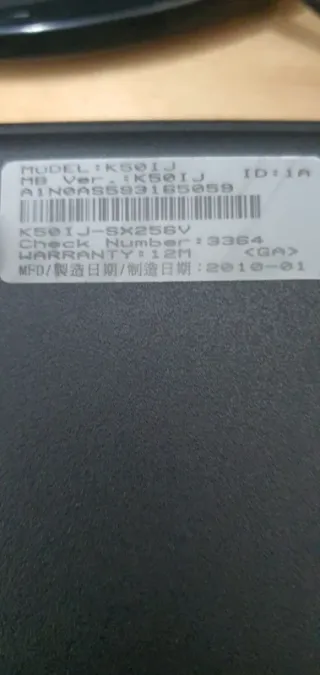 MODEL:K50IJ
MB Ver.:K50IJ ID:1A
A1N0AS593165059
K50IJ-SX256V
Check Number:3364
WARRANTY:12M <GA>
MFD/製造日期/制造日期:2010-01